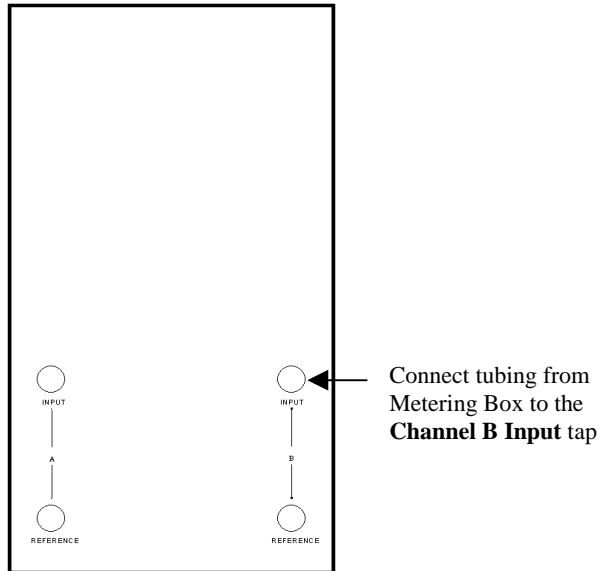 INPUT
INPUT
Connect tubing from
Metering Box to the
Channel B Input tap
A
B
REFERENCE
REFERENCE